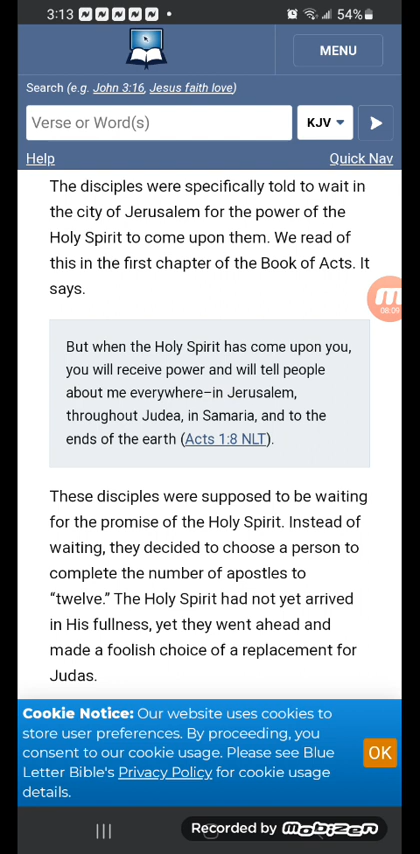 3:13 54%
MENU
Search (e.g. John 3:16, Jesus faith love)
Verse or Word(s) KJV
Help Quick Nav
The disciples were specifically told to wait in
the city of Jerusalem for the power of the
Holy Spirit to come upon them. We read of
this in the first chapter of the Book of Acts. It
says.
08:09
But when the Holy Spirit has come upon you,
you will receive power and will tell people
about me everywhere–in Jerusalem,
throughout Judea, in Samaria, and to the
ends of the earth (Acts 1:8 NLT).
These disciples were supposed to be waiting
for the promise of the Holy Spirit. Instead of
waiting, they decided to choose a person to
complete the number of apostles to
“twelve.” The Holy Spirit had not yet arrived
in His fullness, yet they went ahead and
made a foolish choice of a replacement for
Judas.
Cookie Notice: Our website uses cookies to
store user preferences. By proceeding, you
consent to our cookie usage. Please see Blue
Letter Bible's Privacy Policy for cookie usage
details.
OK
Recorded by mobizen